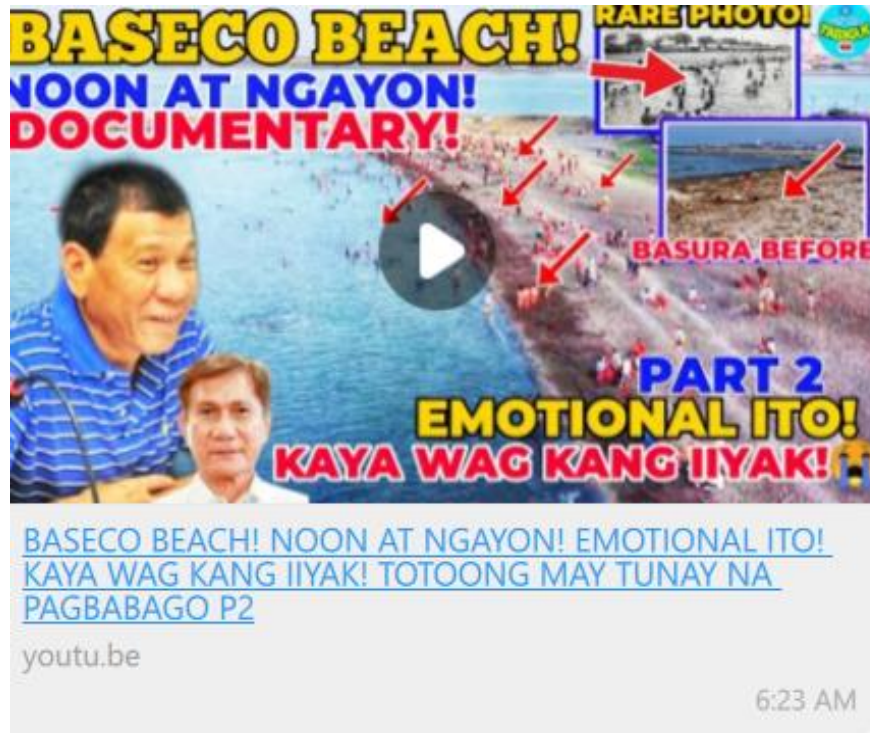 BASECO BEACH!
RARE PHOTO!
NOON AT NGAYON!
DOCUMENTARY!
BASURA BEFORE
PART 2
EMOTIONAL ITO!
KAYA WAG KANG IIYAK!
BASECO BEACH! NOON AT NGAYON! EMOTIONAL ITO!
KAYA WAG KANG IIYAK! TOTOONG MAY TUNAY NA
PAGBABAGO P2
youtu.be
6:23 AM